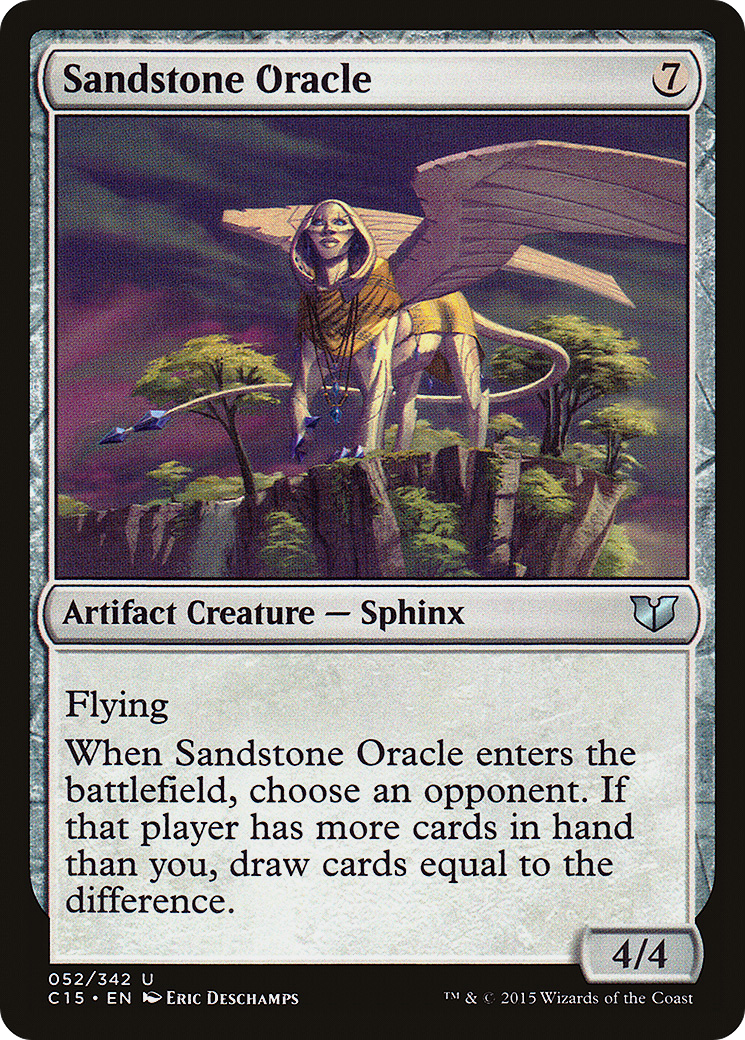 Sandstone Oracle 7
Artifact Creature — Sphinx
Flying
When Sandstone Oracle enters the
battlefield, choose an opponent. If
that player has more cards in hand
than you, draw cards equal to the
difference.
4/4
052/342 U
C15 • EN Eric Deschamps
™ & © 2015 Wizards of the Coast